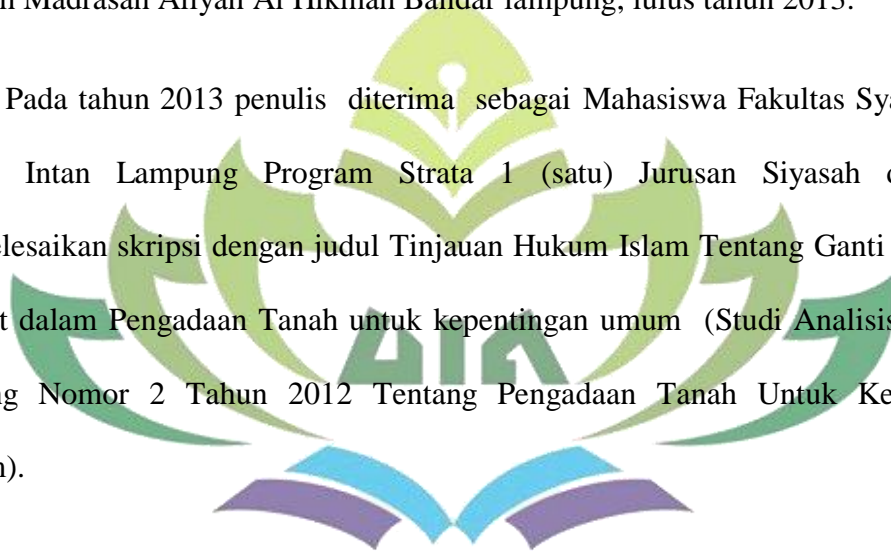 Madrasah Aliyah Al Hikmah Bandar lampung, lulus tahun 2013.
Pada tahun 2013 penulis diterima sebagai Mahasiswa Fakultas
Intan Lampung Program Strata 1 (satu) Jurusan Siyasah
elesaikan skripsi dengan judul Tinjauan Hukum Islam Tentang Ganti
t dalam Pengadaan Tanah untuk kepentingan umum (Studi Analisis
ng Nomor 2 Tahun 2012 Tentang Pengadaan Tanah Untuk Ke
n).